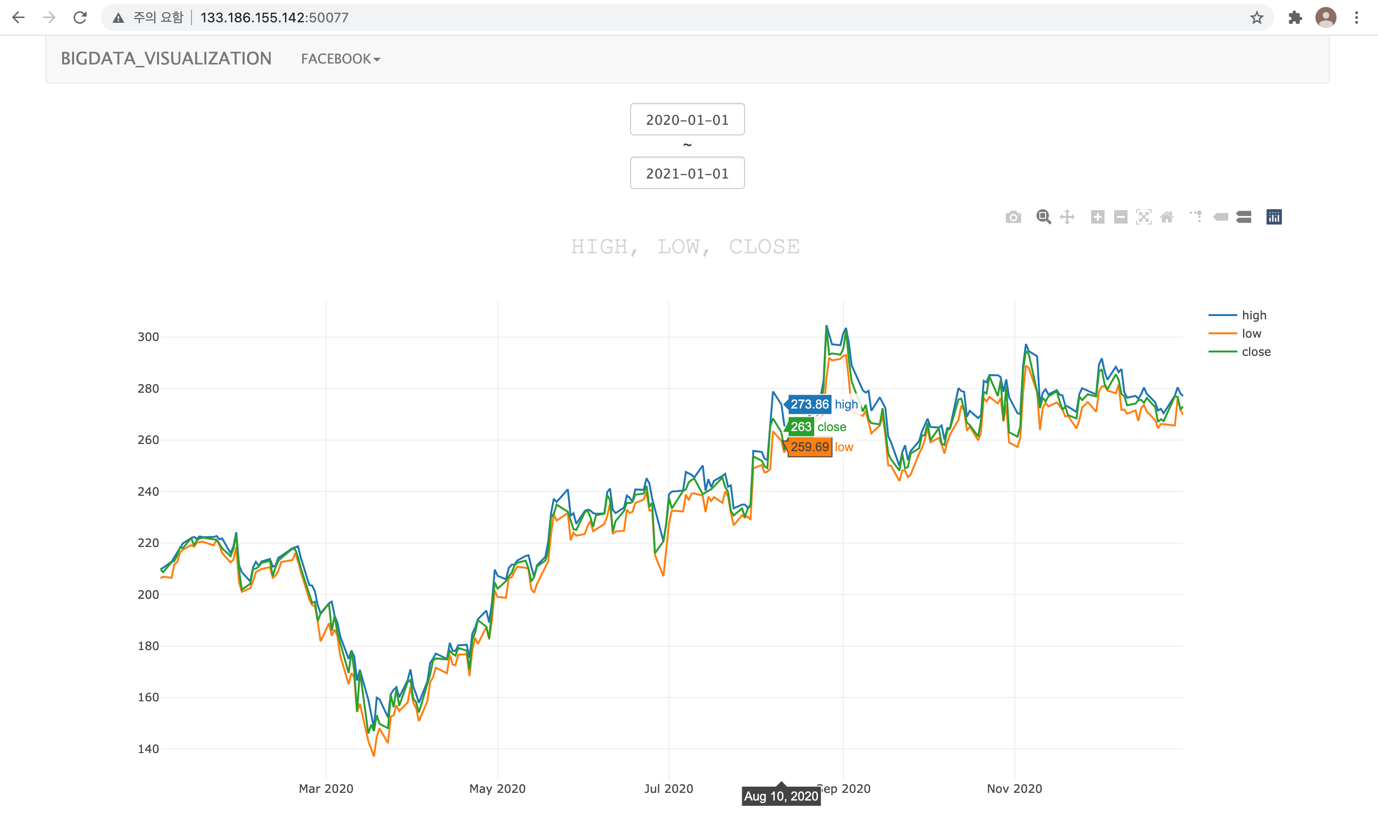 주의 요함 133.186.155.142:50077
BIGDATA_VISUALIZATION FACEBOOK
2020-01-01
~
2021-01-01
HIGH, LOW, CLOSE
high
low
close
300
280
260
240
220
200
180
160
140
273.86 high
263 close
259.69 low
Mar 2020 May 2020 Jul 2020 Aug 10, 2020 Sep 2020 Nov 2020